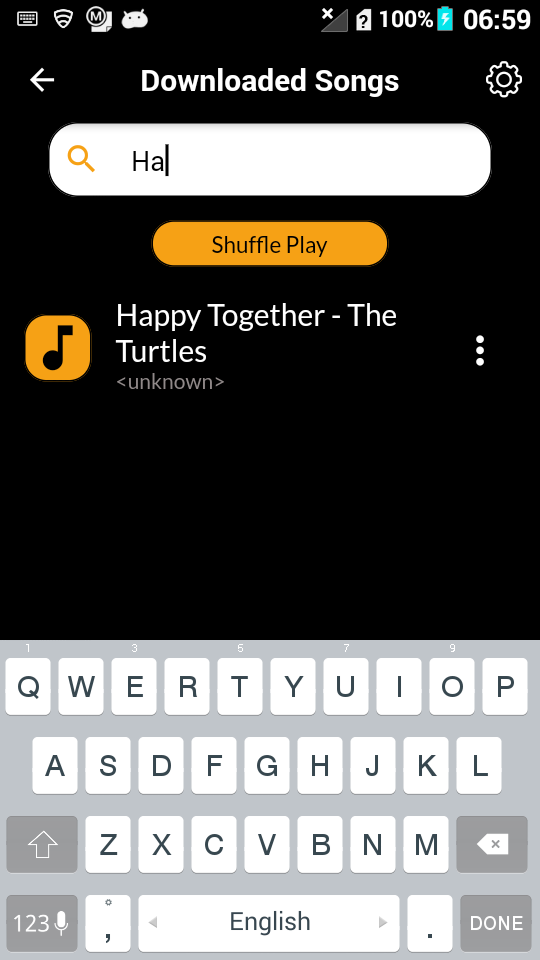 100% 06:59
Downloaded Songs
Ha
Shuffle Play
Happy Together - The
Turtles
<unknown>
1 3 5 7 9
Q W E R T Y U I O P
A S D F G H J K L
Z X C V B N M
123 , English . DONE